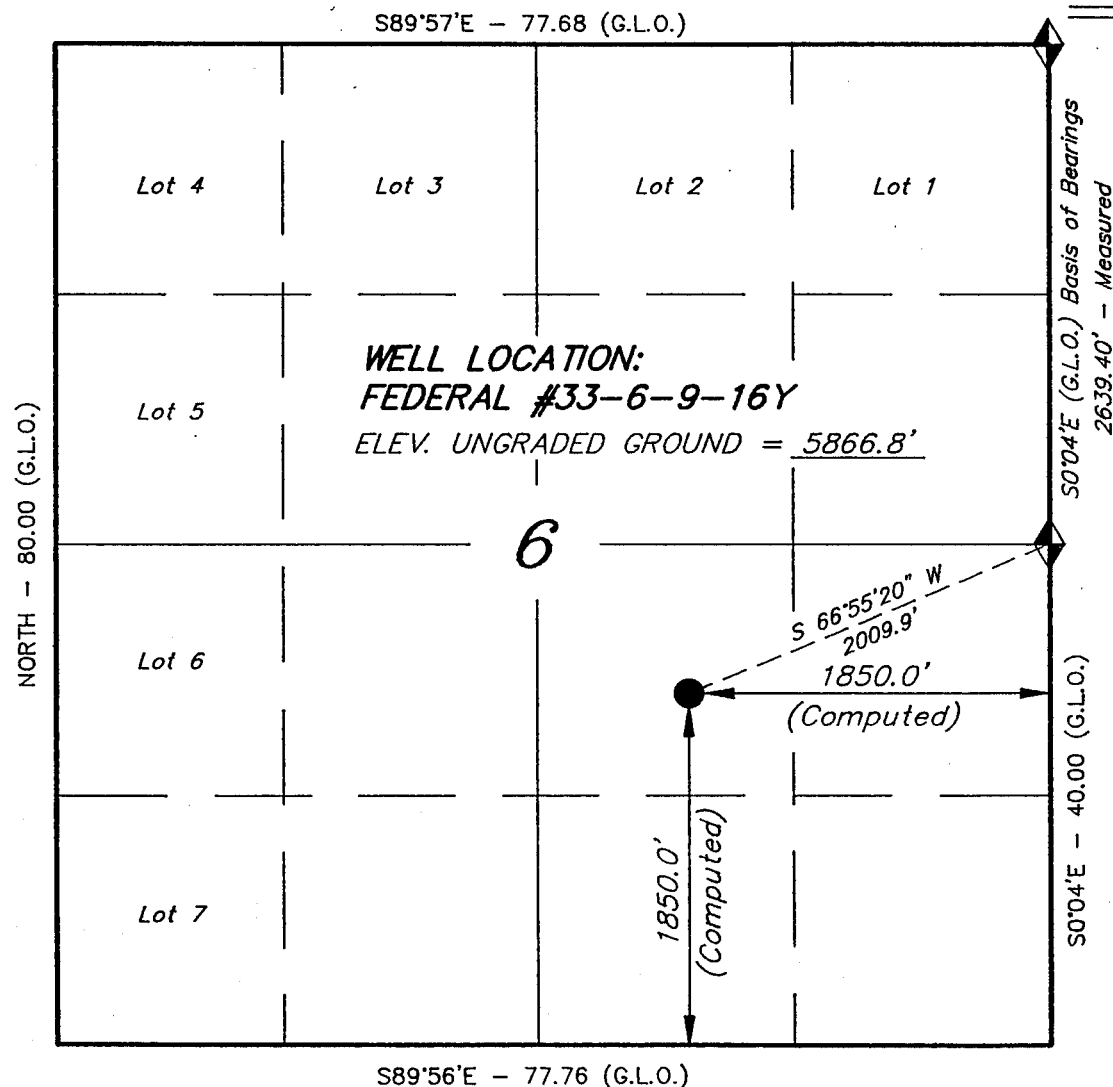 S89°57'E – 77.68 (G.L.O.)
Lot 4
Lot 3
Lot 2
Lot 1
S0°04'E (G.L.O.) Basis of Bearings
2639.40' – Measured
WELL LOCATION:
FEDERAL #33-6-9-16Y
ELEV. UNGRADED GROUND = 5866.8'
Lot 5
NORTH – 80.00 (G.L.O.)
6
S 66°55'20" W
2009.9'
Lot 6
1850.0'
(Computed)
1850.0'
(Computed)
S0°04'E – 40.00 (G.L.O.)
Lot 7
S89°56'E – 77.76 (G.L.O.)